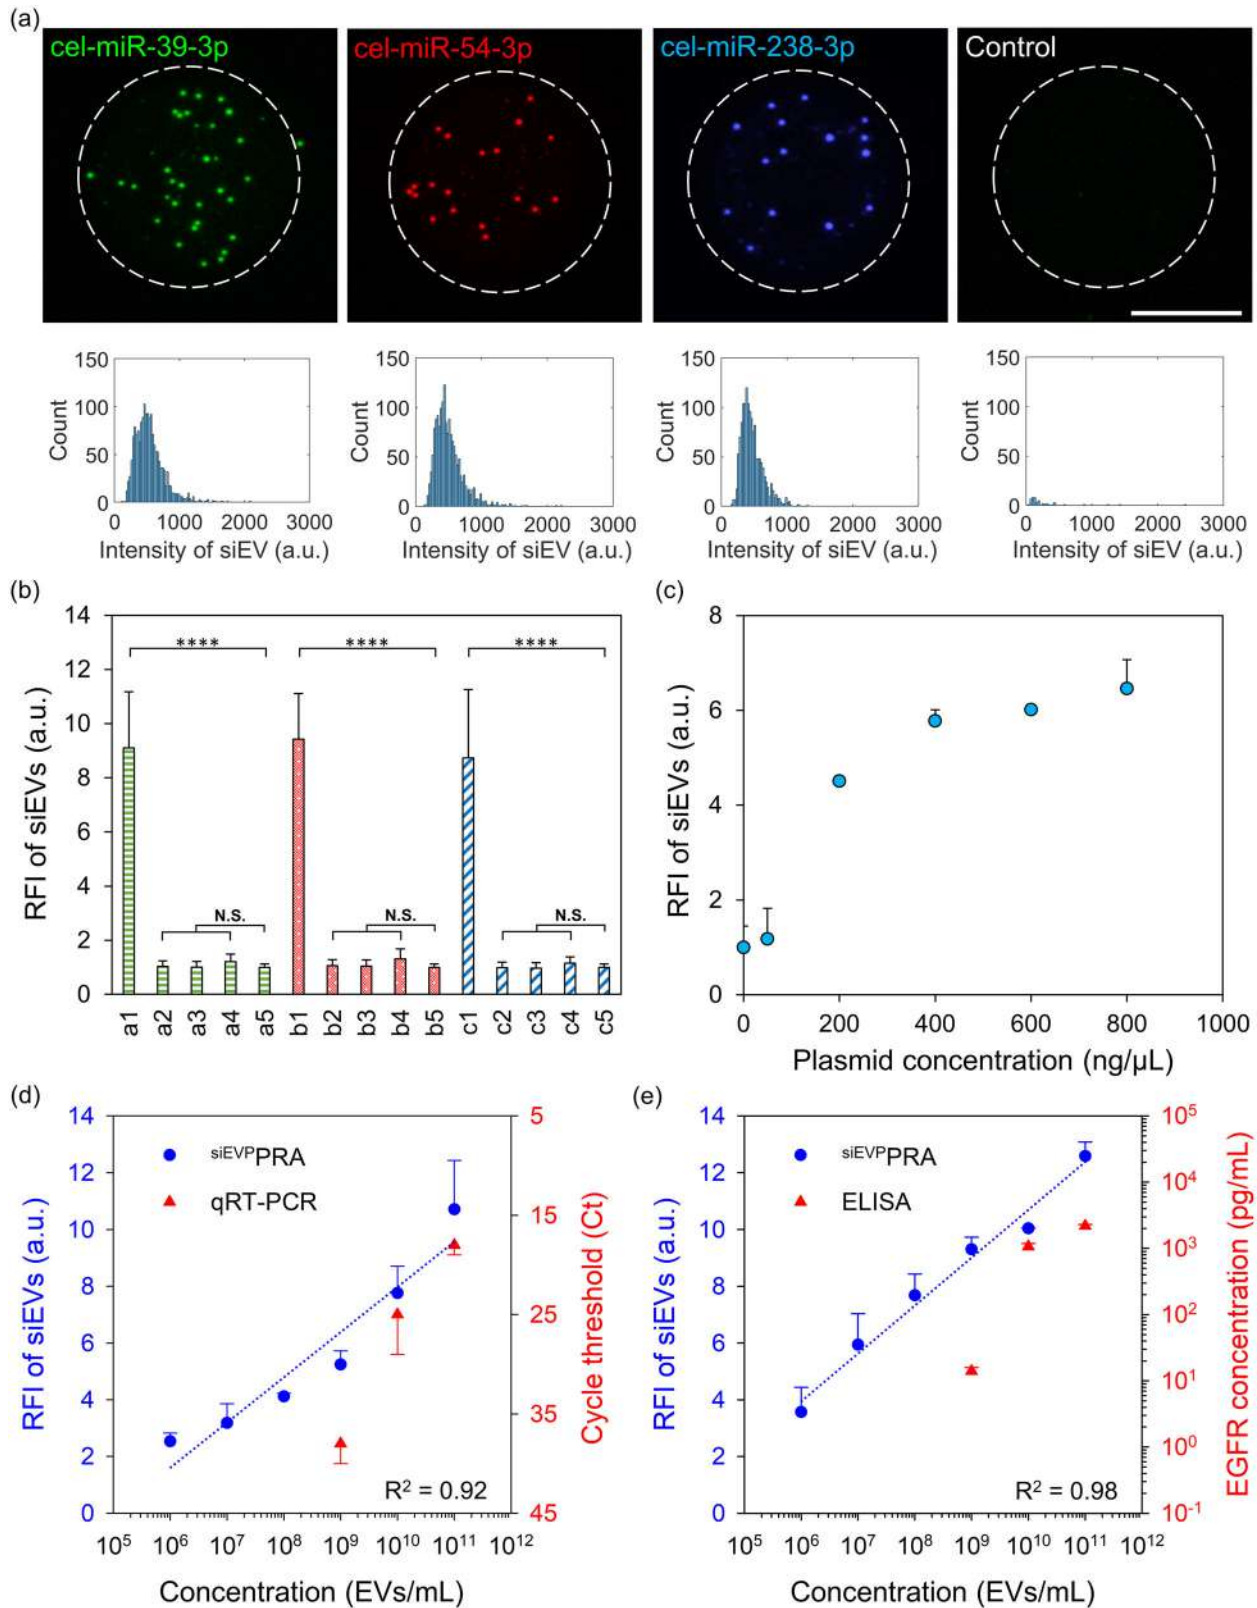 (a)
cel-miR-39-3p cel-miR-54-3p cel-miR-238-3p Control
150 150 150 150
100 100 100 100
50 50 50 50
0 0 0 0
Count Count Count Count
0 1000 2000 3000 0 1000 2000 3000 0 1000 2000 3000 0 1000 2000 3000
Intensity of siEV (a.u.) Intensity of siEV (a.u.) Intensity of siEV (a.u.) Intensity of siEV (a.u.)
(b)
14
12
10
8
6
4
2
0
RFI of siEVs (a.u.)
**** **** ****
N.S. N.S. N.S.
a1 a2 a3 a4 a5 b1 b2 b3 b4 b5 c1 c2 c3 c4 c5
(c)
8
6
4
2
0
RFI of siEVs (a.u.)
0 200 400 600 800 1000
Plasmid concentration (ng/µL)
(d)
14
12
10
8
6
4
2
0
RFI of siEVs (a.u.)
siEVPPRA
qRT-PCR
5
15
25
35
45
Cycle threshold (Ct)
R² = 0.92
10⁵ 10⁶ 10⁷ 10⁸ 10⁹ 10¹⁰ 10¹¹ 10¹²
Concentration (EVs/mL)
(e)
14
12
10
8
6
4
2
0
RFI of siEVs (a.u.)
siEVPPRA
ELISA
10⁵
10⁴
10³
10²
10¹
10⁰
10⁻¹
EGFR concentration (pg/mL)
R² = 0.98
10⁵ 10⁶ 10⁷ 10⁸ 10⁹ 10¹⁰ 10¹¹ 10¹²
Concentration (EVs/mL)